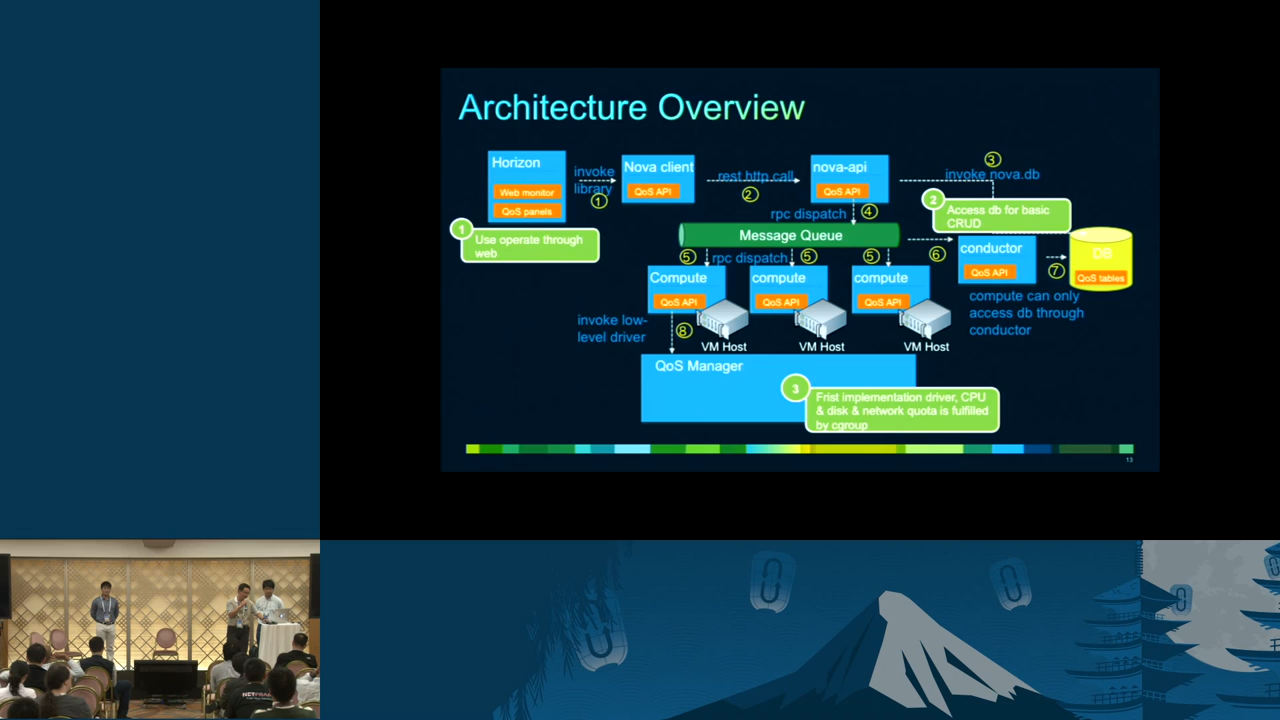 Architecture Overview
Horizon
Web monitor
QoS panels
invoke
library
1
Nova client
QoS API
rest http call
2
nova-api
QoS API
3
invoke nova.db
2
Access db for basic
CRUD
1
Use operate through
web
rpc dispatch
4
Message Queue
5
rpc dispatch
5
5
6
conductor
QoS API
7
DB
QoS tables
Compute
QoS API
compute
QoS API
compute
QoS API
compute can only
access db through
conductor
invoke low-
level driver
8
VM Host
VM Host
VM Host
QoS Manager
3
Frist implementation driver, CPU
& disk & network quota is fulfilled
by cgroup
13